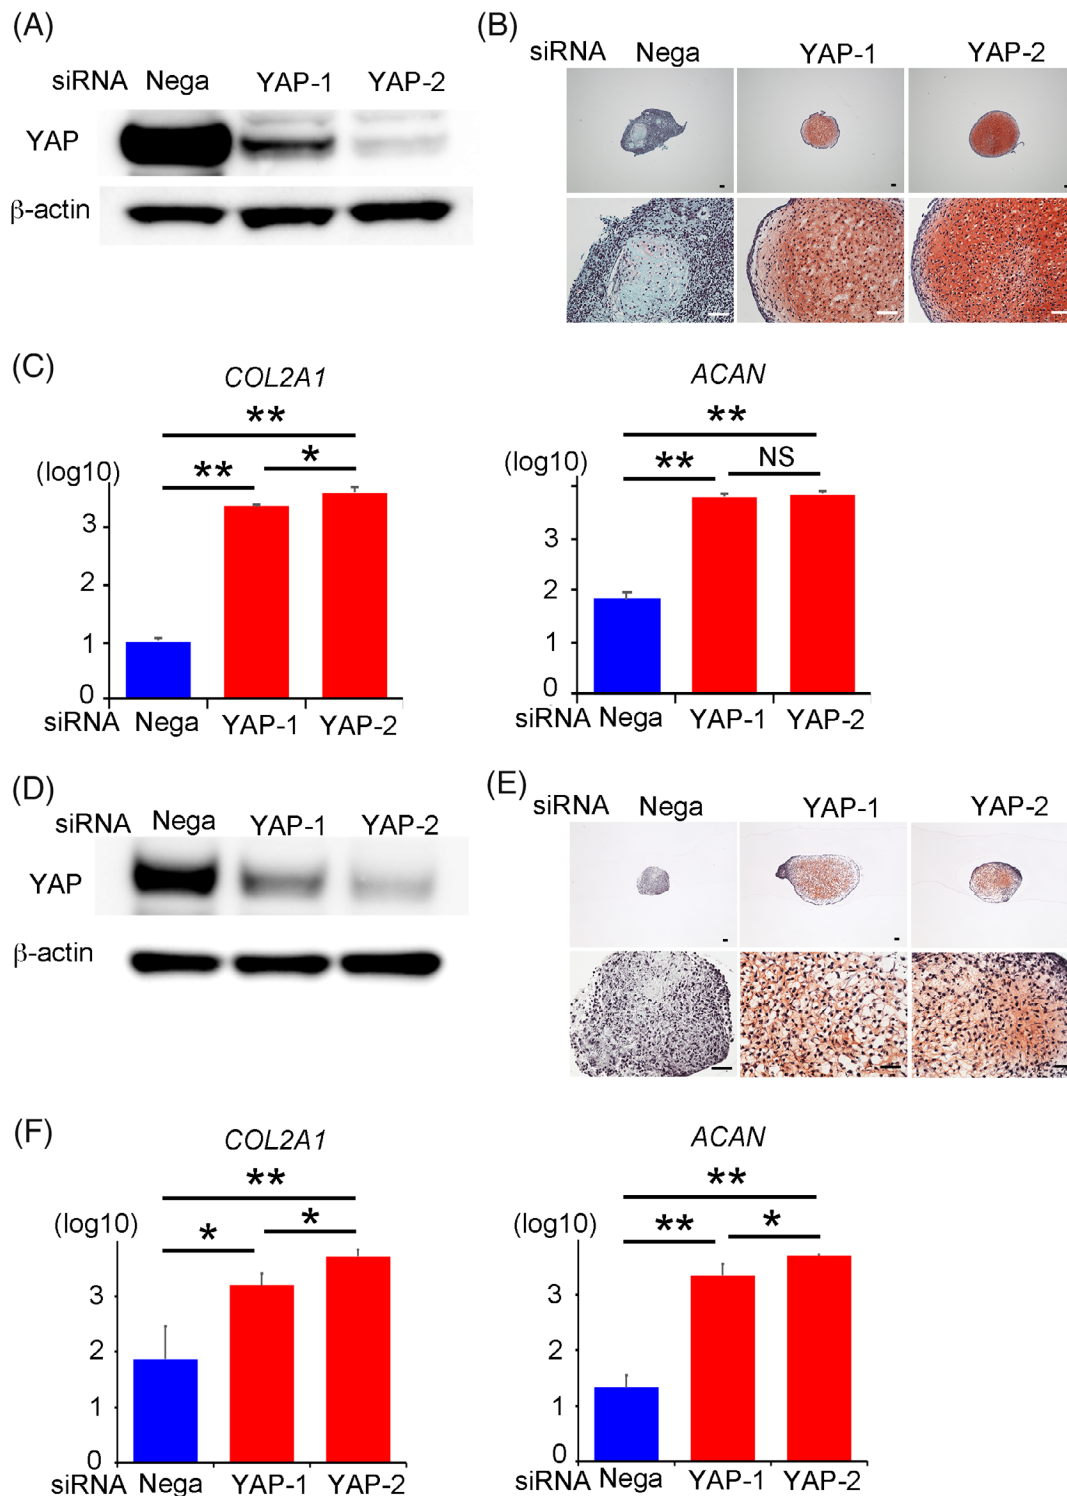 (A)
siRNA Nega YAP-1 YAP-2
YAP
β-actin
(B)
siRNA Nega YAP-1 YAP-2
(C)
COL2A1
**
(log10) ** *
3
2
1
0
siRNA Nega YAP-1 YAP-2
ACAN
**
(log10) ** NS
3
2
1
0
siRNA Nega YAP-1 YAP-2
(D)
siRNA Nega YAP-1 YAP-2
YAP
β-actin
(E)
siRNA Nega YAP-1 YAP-2
(F)
COL2A1
**
(log10) * *
3
2
1
0
siRNA Nega YAP-1 YAP-2
ACAN
**
(log10) ** *
3
2
1
0
siRNA Nega YAP-1 YAP-2